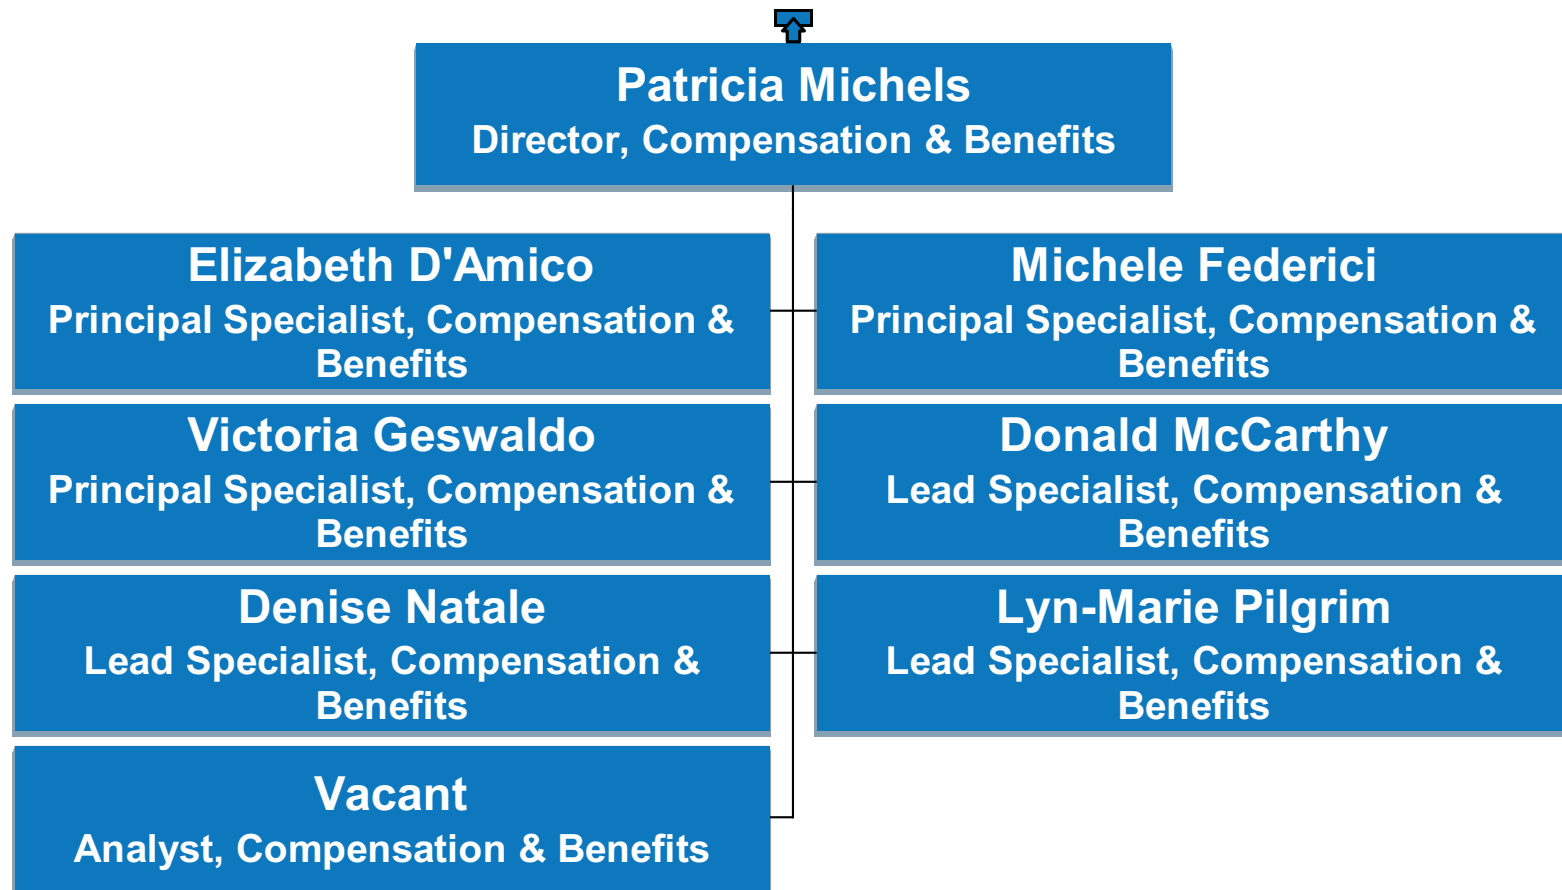 Patricia Michels
Director, Compensation & Benefits
Elizabeth D'Amico
Principal Specialist, Compensation &
Benefits
Michele Federici
Principal Specialist, Compensation &
Benefits
Victoria Geswaldo
Principal Specialist, Compensation &
Benefits
Donald McCarthy
Lead Specialist, Compensation &
Benefits
Denise Natale
Lead Specialist, Compensation &
Benefits
Lyn-Marie Pilgrim
Lead Specialist, Compensation &
Benefits
Vacant
Analyst, Compensation & Benefits